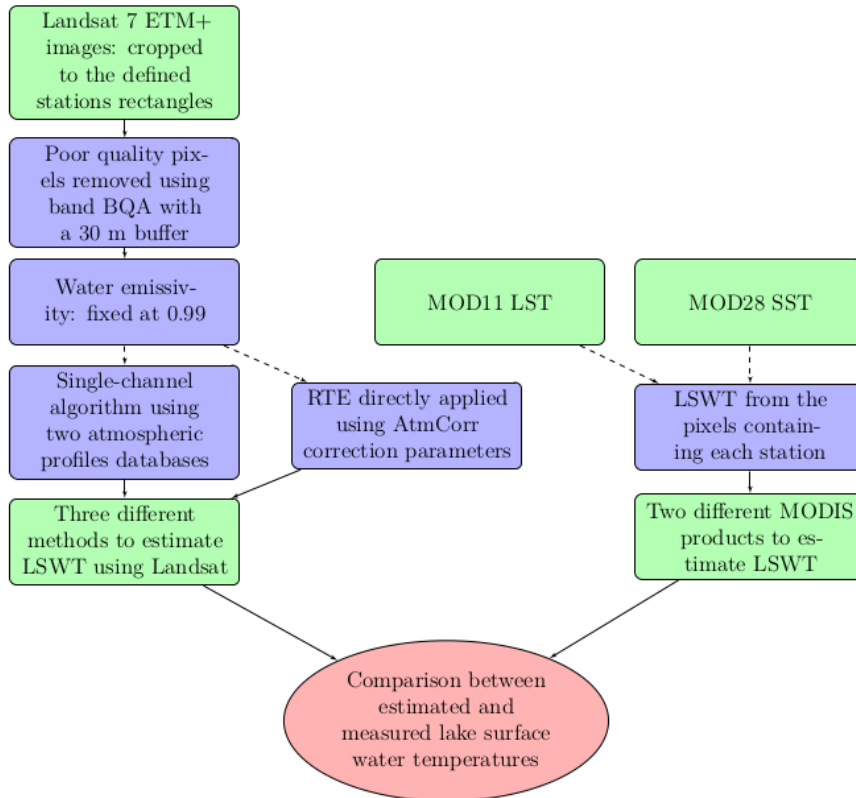 Landsat 7 ETM+
images: cropped
to the defined
stations rectangles
Poor quality pix-
els removed using
band BQA with
a 30 m buffer
Water emissiv-
ity: fixed at 0.99
MOD11 LST
MOD28 SST
Single-channel
algorithm using
two atmospheric
profiles databases
RTE directly applied
using AtmCorr
correction parameters
LSWT from the
pixels contain-
ing each station
Three different
methods to estimate
LSWT using Landsat
Two different MODIS
products to es-
timate LSWT
Comparison between
estimated and
measured lake surface
water temperatures